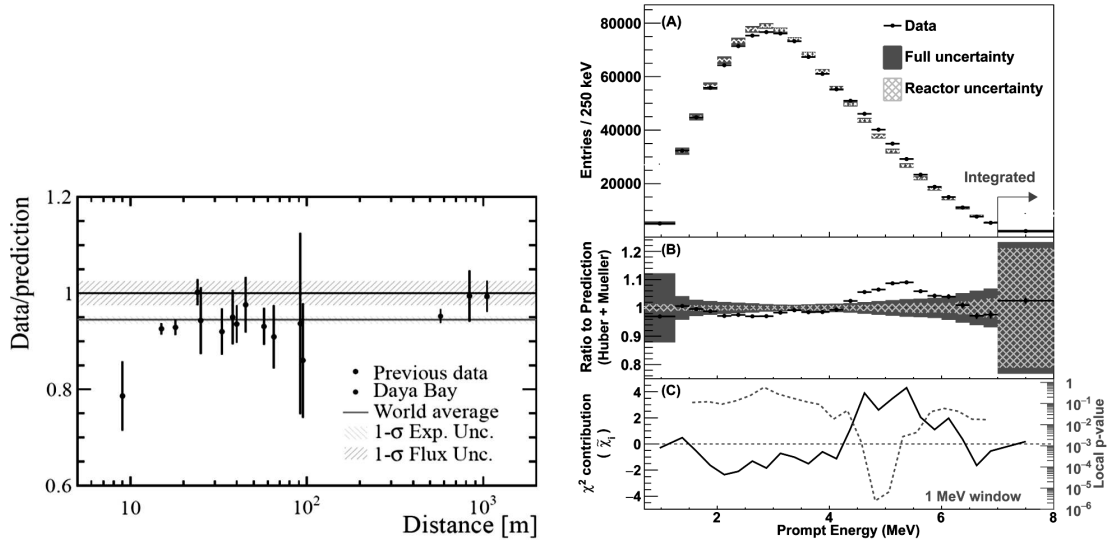 Data/prediction
1.2
1
0.8
0.6
Previous data
Daya Bay
World average
1-σ Exp. Unc.
1-σ Flux Unc.
10
10²
10³
Distance [m]
(A)
Entries / 250 keV
80000
60000
40000
20000
Data
Full uncertainty
Reactor uncertainty
Integrated
(B)
Ratio to Prediction
(Huber + Mueller)
1.2
1.1
1
0.9
0.8
(C)
χ² contribution
( χ̃ᵢ )
4
2
0
−2
−4
1
10⁻¹
10⁻²
10⁻³
10⁻⁴
10⁻⁵
10⁻⁶
Local p-value
1 MeV window
2
4
6
8
Prompt Energy (MeV)